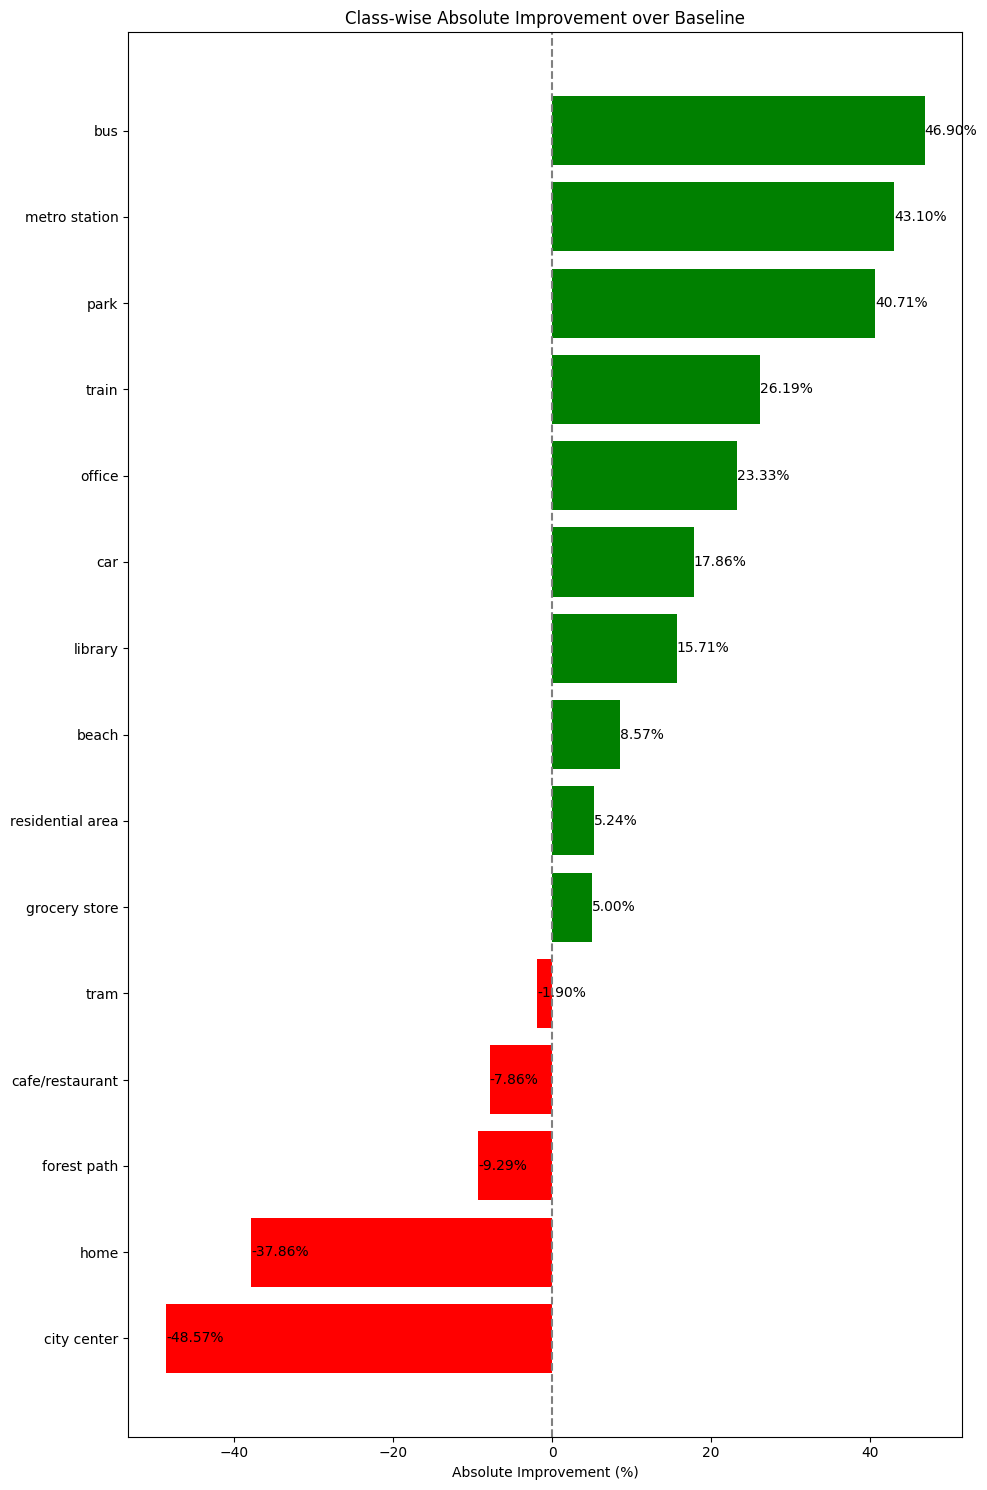 Class-wise Absolute Improvement over Baseline
bus 46.90%
metro station 43.10%
park 40.71%
train 26.19%
office 23.33%
car 17.86%
library 15.71%
beach 8.57%
residential area 5.24%
grocery store 5.00%
tram -1.90%
cafe/restaurant -7.86%
forest path -9.29%
home -37.86%
city center -48.57%
−40 −20 0 20 40
Absolute Improvement (%)